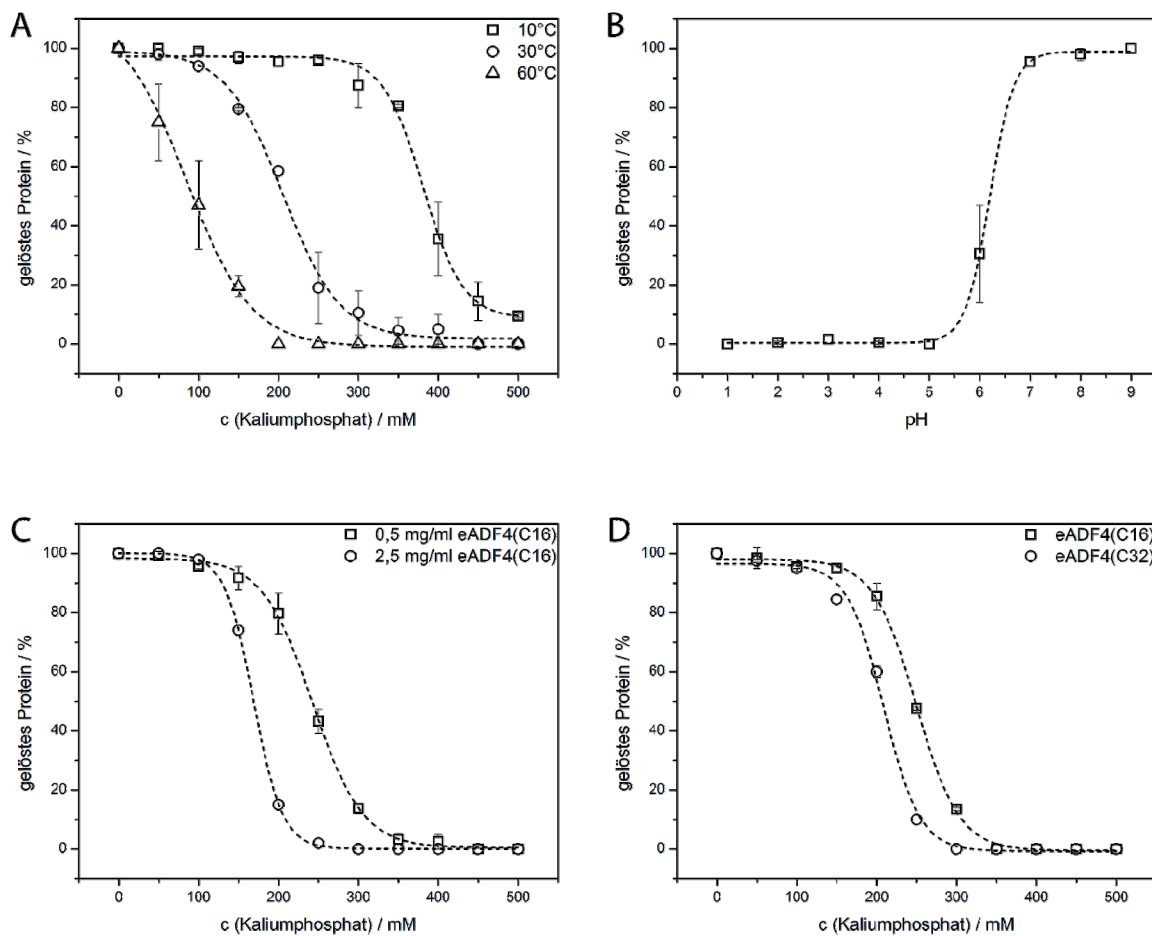 A
10°C
30°C
60°C
gelöstes Protein / %
100
80
60
40
20
0
0 100 200 300 400 500
c (Kaliumphosphat) / mM
B
gelöstes Protein / %
100
80
60
40
20
0
0 1 2 3 4 5 6 7 8 9
pH
C
0,5 mg/ml eADF4(C16)
2,5 mg/ml eADF4(C16)
gelöstes Protein / %
100
80
60
40
20
0
0 100 200 300 400 500
c (Kaliumphosphat) / mM
D
eADF4(C16)
eADF4(C32)
gelöstes Protein / %
100
80
60
40
20
0
0 100 200 300 400 500
c (Kaliumphosphat) / mM